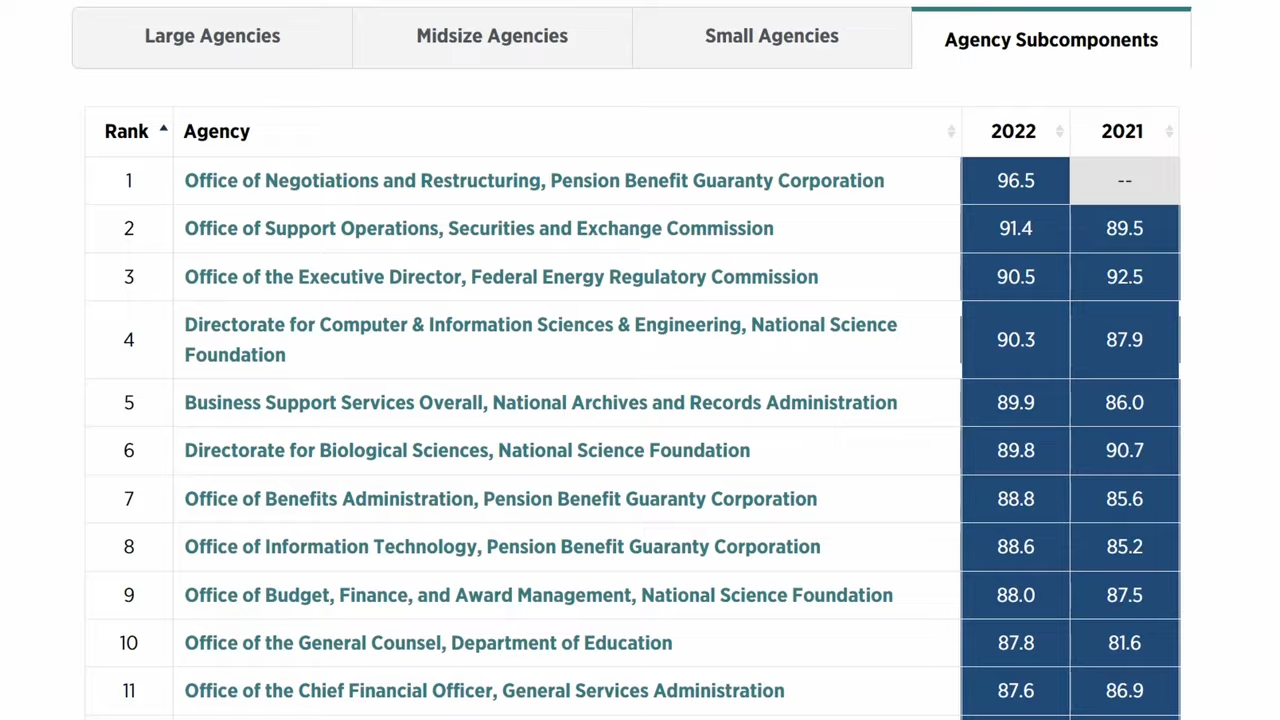 Large Agencies Midsize Agencies Small Agencies Agency Subcomponents
Rank Agency 2022 2021
1 Office of Negotiations and Restructuring, Pension Benefit Guaranty Corporation 96.5 --
2 Office of Support Operations, Securities and Exchange Commission 91.4 89.5
3 Office of the Executive Director, Federal Energy Regulatory Commission 90.5 92.5
4 Directorate for Computer & Information Sciences & Engineering, National Science
Foundation 90.3 87.9
5 Business Support Services Overall, National Archives and Records Administration 89.9 86.0
6 Directorate for Biological Sciences, National Science Foundation 89.8 90.7
7 Office of Benefits Administration, Pension Benefit Guaranty Corporation 88.8 85.6
8 Office of Information Technology, Pension Benefit Guaranty Corporation 88.6 85.2
9 Office of Budget, Finance, and Award Management, National Science Foundation 88.0 87.5
10 Office of the General Counsel, Department of Education 87.8 81.6
11 Office of the Chief Financial Officer, General Services Administration 87.6 86.9